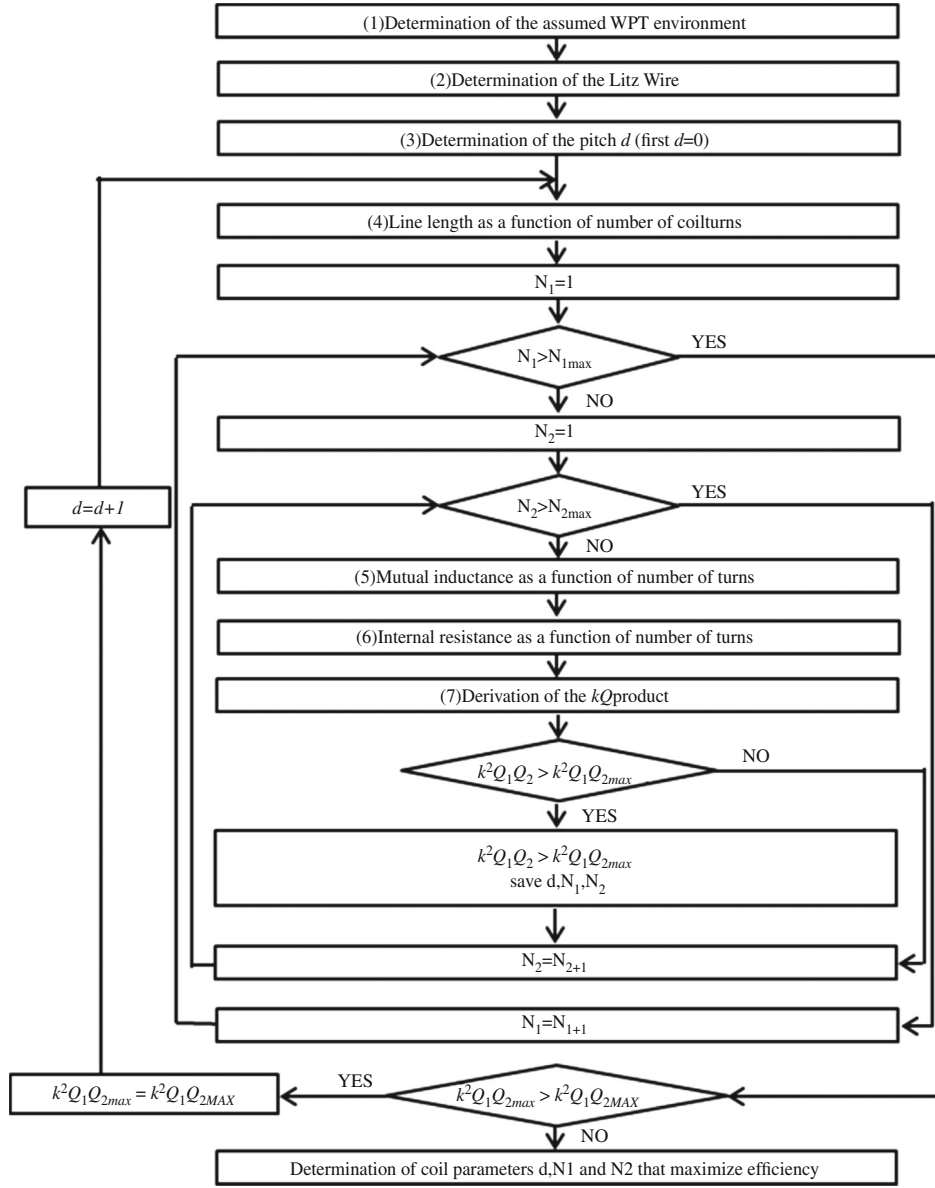 (1)Determination of the assumed WPT environment
(2)Determination of the Litz Wire
(3)Determination of the pitch d (first d=0)
(4)Line length as a function of number of coilturns
N₁=1
N₁>N₁ₘₐₓ
YES
NO
N₂=1
d=d+1
N₂>N₂ₘₐₓ
YES
NO
(5)Mutual inductance as a function of number of turns
(6)Internal resistance as a function of number of turns
(7)Derivation of the kQproduct
k²Q₁Q₂ > k²Q₁Q₂ₘₐₓ
NO
YES
k²Q₁Q₂ > k²Q₁Q₂ₘₐₓ
save d,N₁,N₂
N₂=N₂₊₁
N₁=N₁₊₁
k²Q₁Q₂ₘₐₓ = k²Q₁Q₂MAX
YES
k²Q₁Q₂ₘₐₓ > k²Q₁Q₂MAX
NO
Determination of coil parameters d,N1 and N2 that maximize efficiency